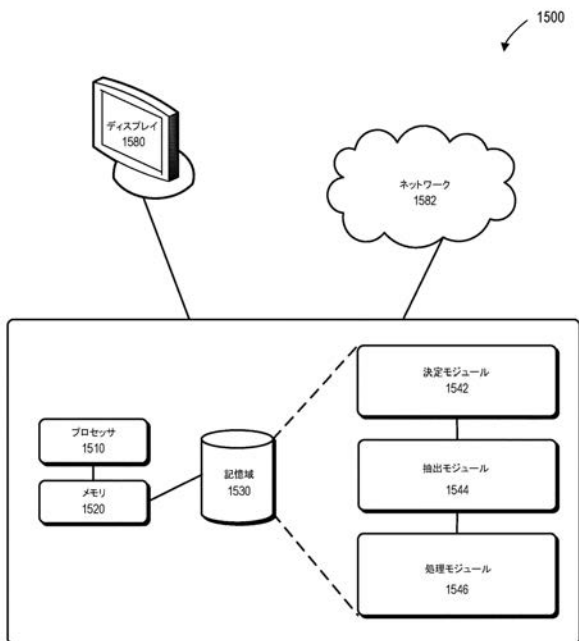 1500
ディスプレイ
1580
ネットワーク
1582
決定モジュール
1542
プロセッサ
1510
抽出モジュール
1544
メモリ
1520
記憶域
1530
処理モジュール
1546